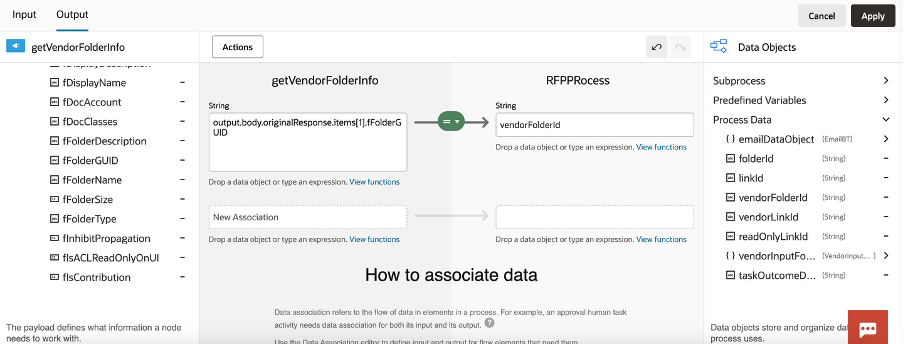 Input Output Cancel Apply
getVendorFolderInfo
Actions
Data Objects
fDisplayName
fDocAccount
fDocClasses
fFolderDescription
fFolderGUID
fFolderName
fFolderSize
fFolderType
fInhibitPropagation
fIsACLReadOnlyOnUI
fIsContribution
The payload defines what information a node
needs to work with.
getVendorFolderInfo
RFPPRocess
String
output.body.originalResponse.items[1].fFolderG
UID
Drop a data object or type an expression. View functions
String
vendorFolderId
Drop a data object or type an expression. View functions
New Association
Drop a data object or type an expression. View functions
Drop a data object or type an expression. View functions
How to associate data
Data association refers to the flow of data in elements in a process. For example, an approval human task
activity needs data association for both its input and its output. ?
Use the Data Association editor to define input and output for flow elements that need them
Subprocess
Predefined Variables
Process Data
{ } emailDataObject (EmailBT)
folderId (String)
linkId (String)
vendorFolderId (String)
vendorLinkId (String)
readOnlyLinkId (String)
{ } vendorInputFo... (VendorInput... )
taskOutcomeD... (String)
Data objects store and organize
process uses.